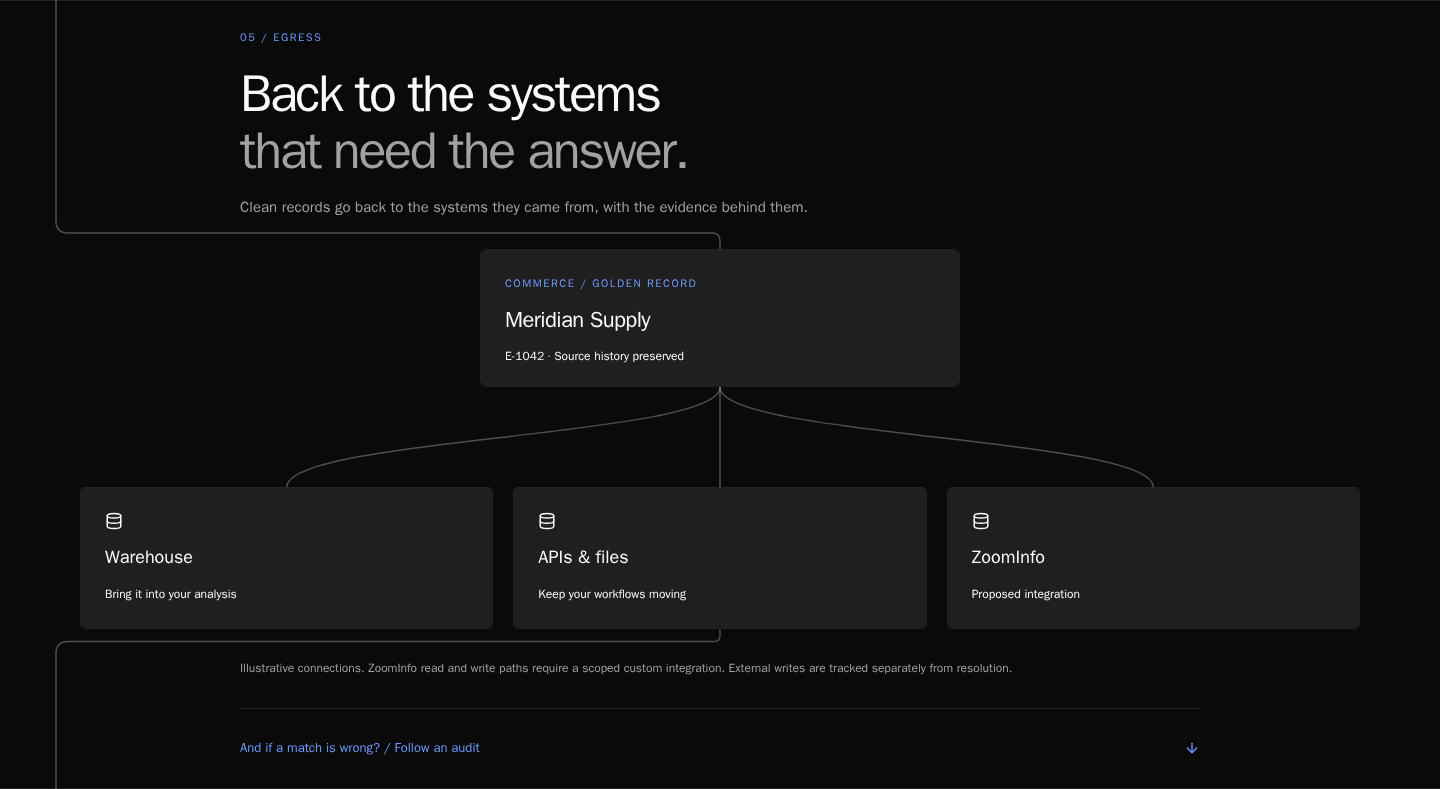 05 / EGRESS
Back to the systems
that need the answer.
Clean records go back to the systems they came from, with the evidence behind them.
COMMERCE / GOLDEN RECORD
Meridian Supply
E-1042 · Source history preserved
Warehouse
Bring it into your analysis
APIs & files
Keep your workflows moving
ZoomInfo
Proposed integration
Illustrative connections. ZoomInfo read and write paths require a scoped custom integration. External writes are tracked separately from resolution.
And if a match is wrong? / Follow an audit